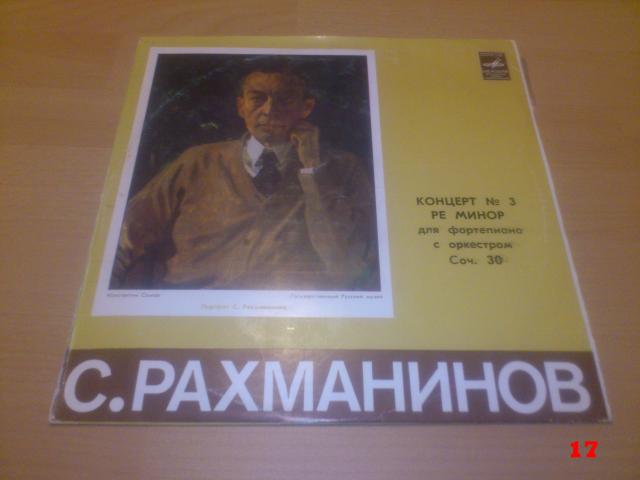 КОНЦЕРТ № 3
РЕ МИНОР
для фортепиано
с оркестром
Соч. 30
Константин Сомов
Государственный Русский музей
Портрет С. Рахманинова
С.РАХМАНИНОВ
17